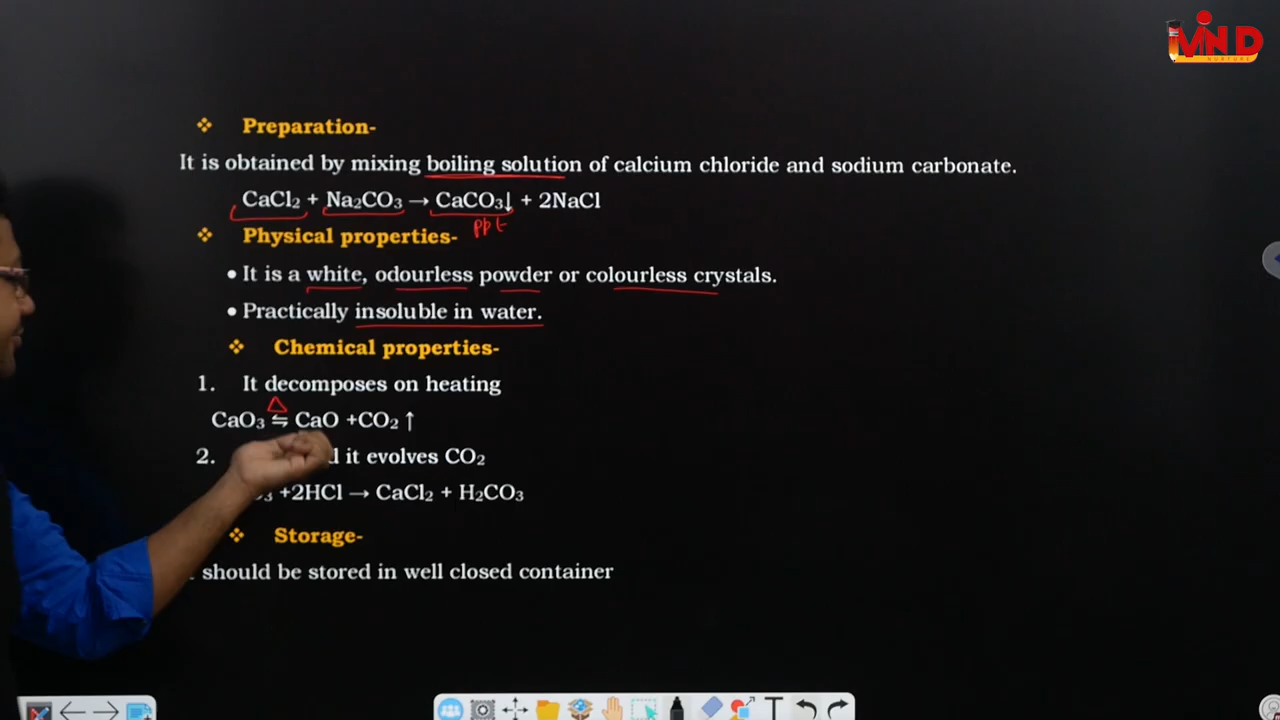 MIND
NURTURE
Preparation-
It is obtained by mixing boiling solution of calcium chloride and sodium carbonate.
CaCl₂ + Na₂CO₃ → CaCO₃↓ + 2NaCl
ppt
Physical properties-
• It is a white, odourless powder or colourless crystals.
• Practically insoluble in water.
Chemical properties-
1. It decomposes on heating
Δ
CaO₃ ⇋ CaO +CO₂ ↑
2. it evolves CO₂
₃ +2HCl → CaCl₂ + H₂CO₃
Storage-
should be stored in well closed container
T